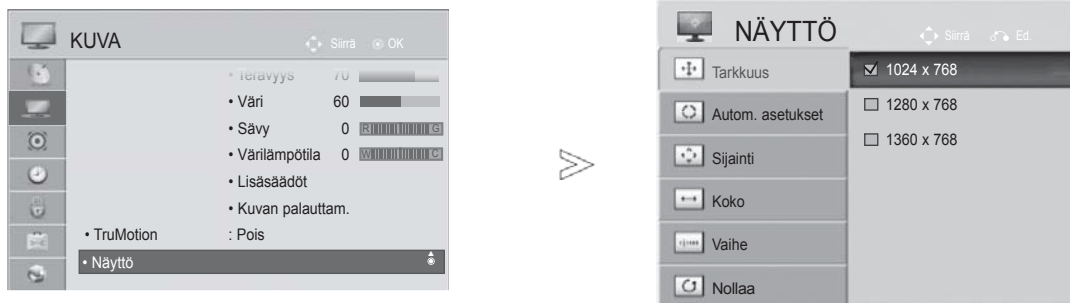 KUVA
Siirrä OK
• Terävyys 70
• Väri 60
• Sävy 0 R G
• Värilämpötila 0 W C
• Lisäsäädöt
• Kuvan palauttam.
• TruMotion : Pois
• Näyttö
NÄYTTÖ
Siirrä Ed.
Tarkkuus
Autom. asetukset
Sijainti
Koko
Vaihe
Nollaa
1024 x 768
1280 x 768
1360 x 768